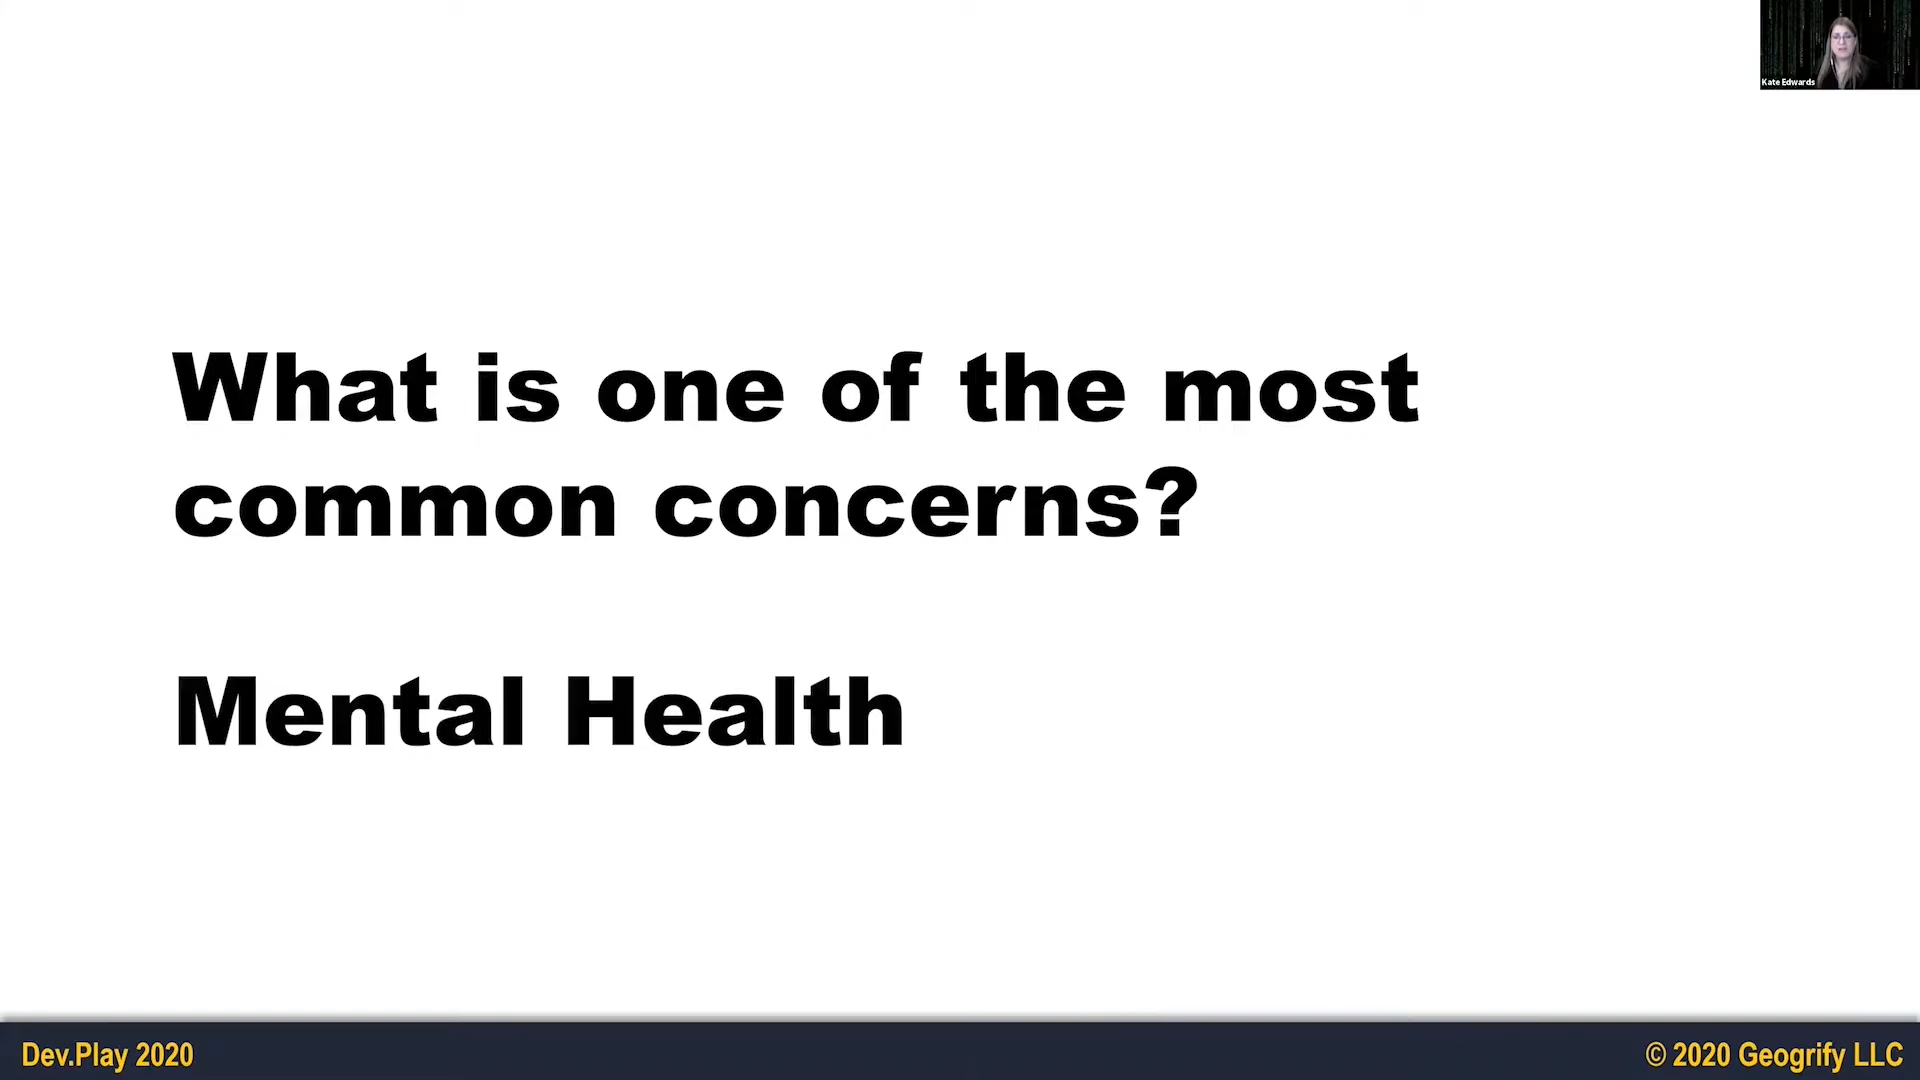 Kate Edwards
What is one of the most
common concerns?
Mental Health
Dev.Play 2020
© 2020 Geogrify LLC